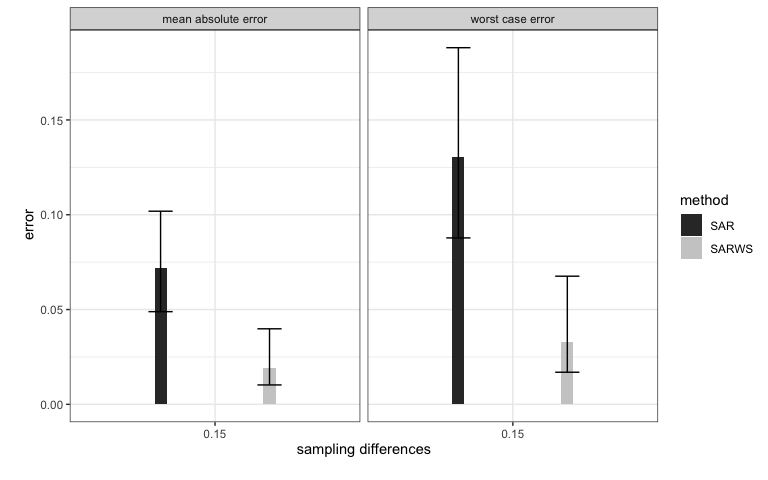 mean absolute error
worst case error
0.15
0.10
0.05
0.00
error
0.15
0.15
sampling differences
method
SAR
SARWS